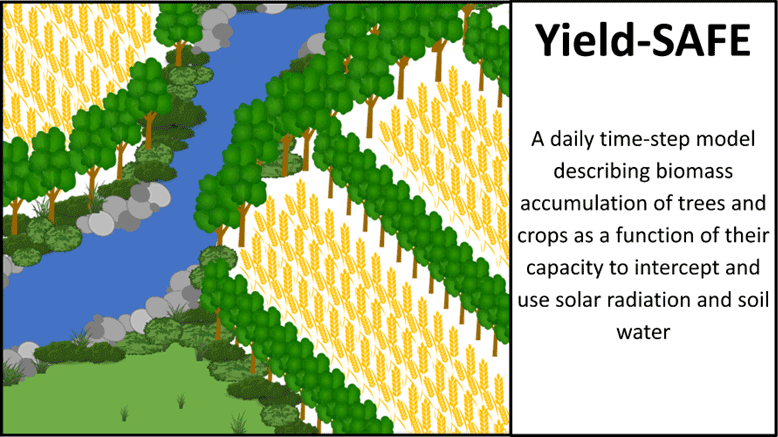 Yield-SAFE
A daily time-step model
describing biomass
accumulation of trees and
crops as a function of their
capacity to intercept and
use solar radiation and soil
water